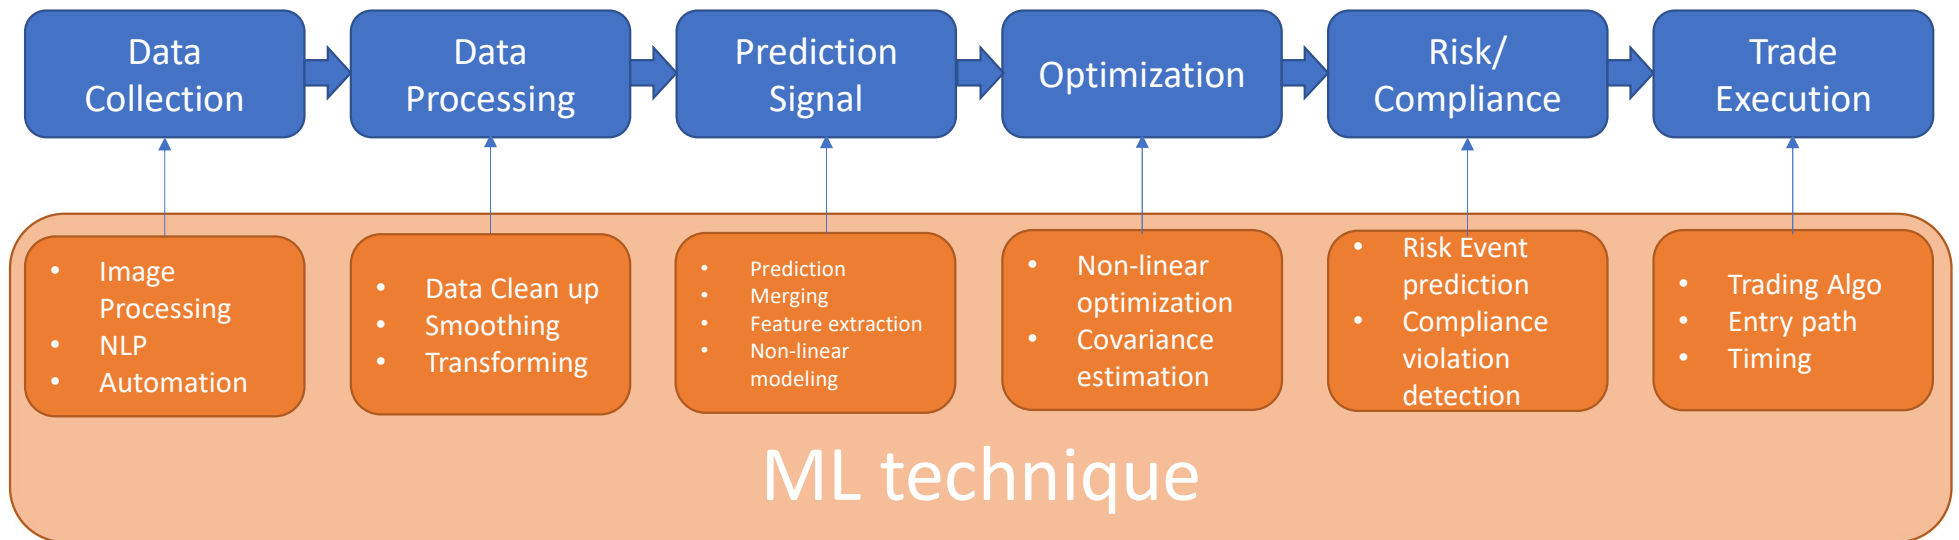 Data
Collection
Data
Processing
Prediction
Signal
Optimization
Risk/
Compliance
Trade
Execution
• Image
Processing
• NLP
• Automation
• Data Clean up
• Smoothing
• Transforming
• Prediction
• Merging
• Feature extraction
• Non-linear
modeling
• Non-linear
optimization
• Covariance
estimation
• Risk Event
prediction
• Compliance
violation
detection
• Trading Algo
• Entry path
• Timing
ML technique